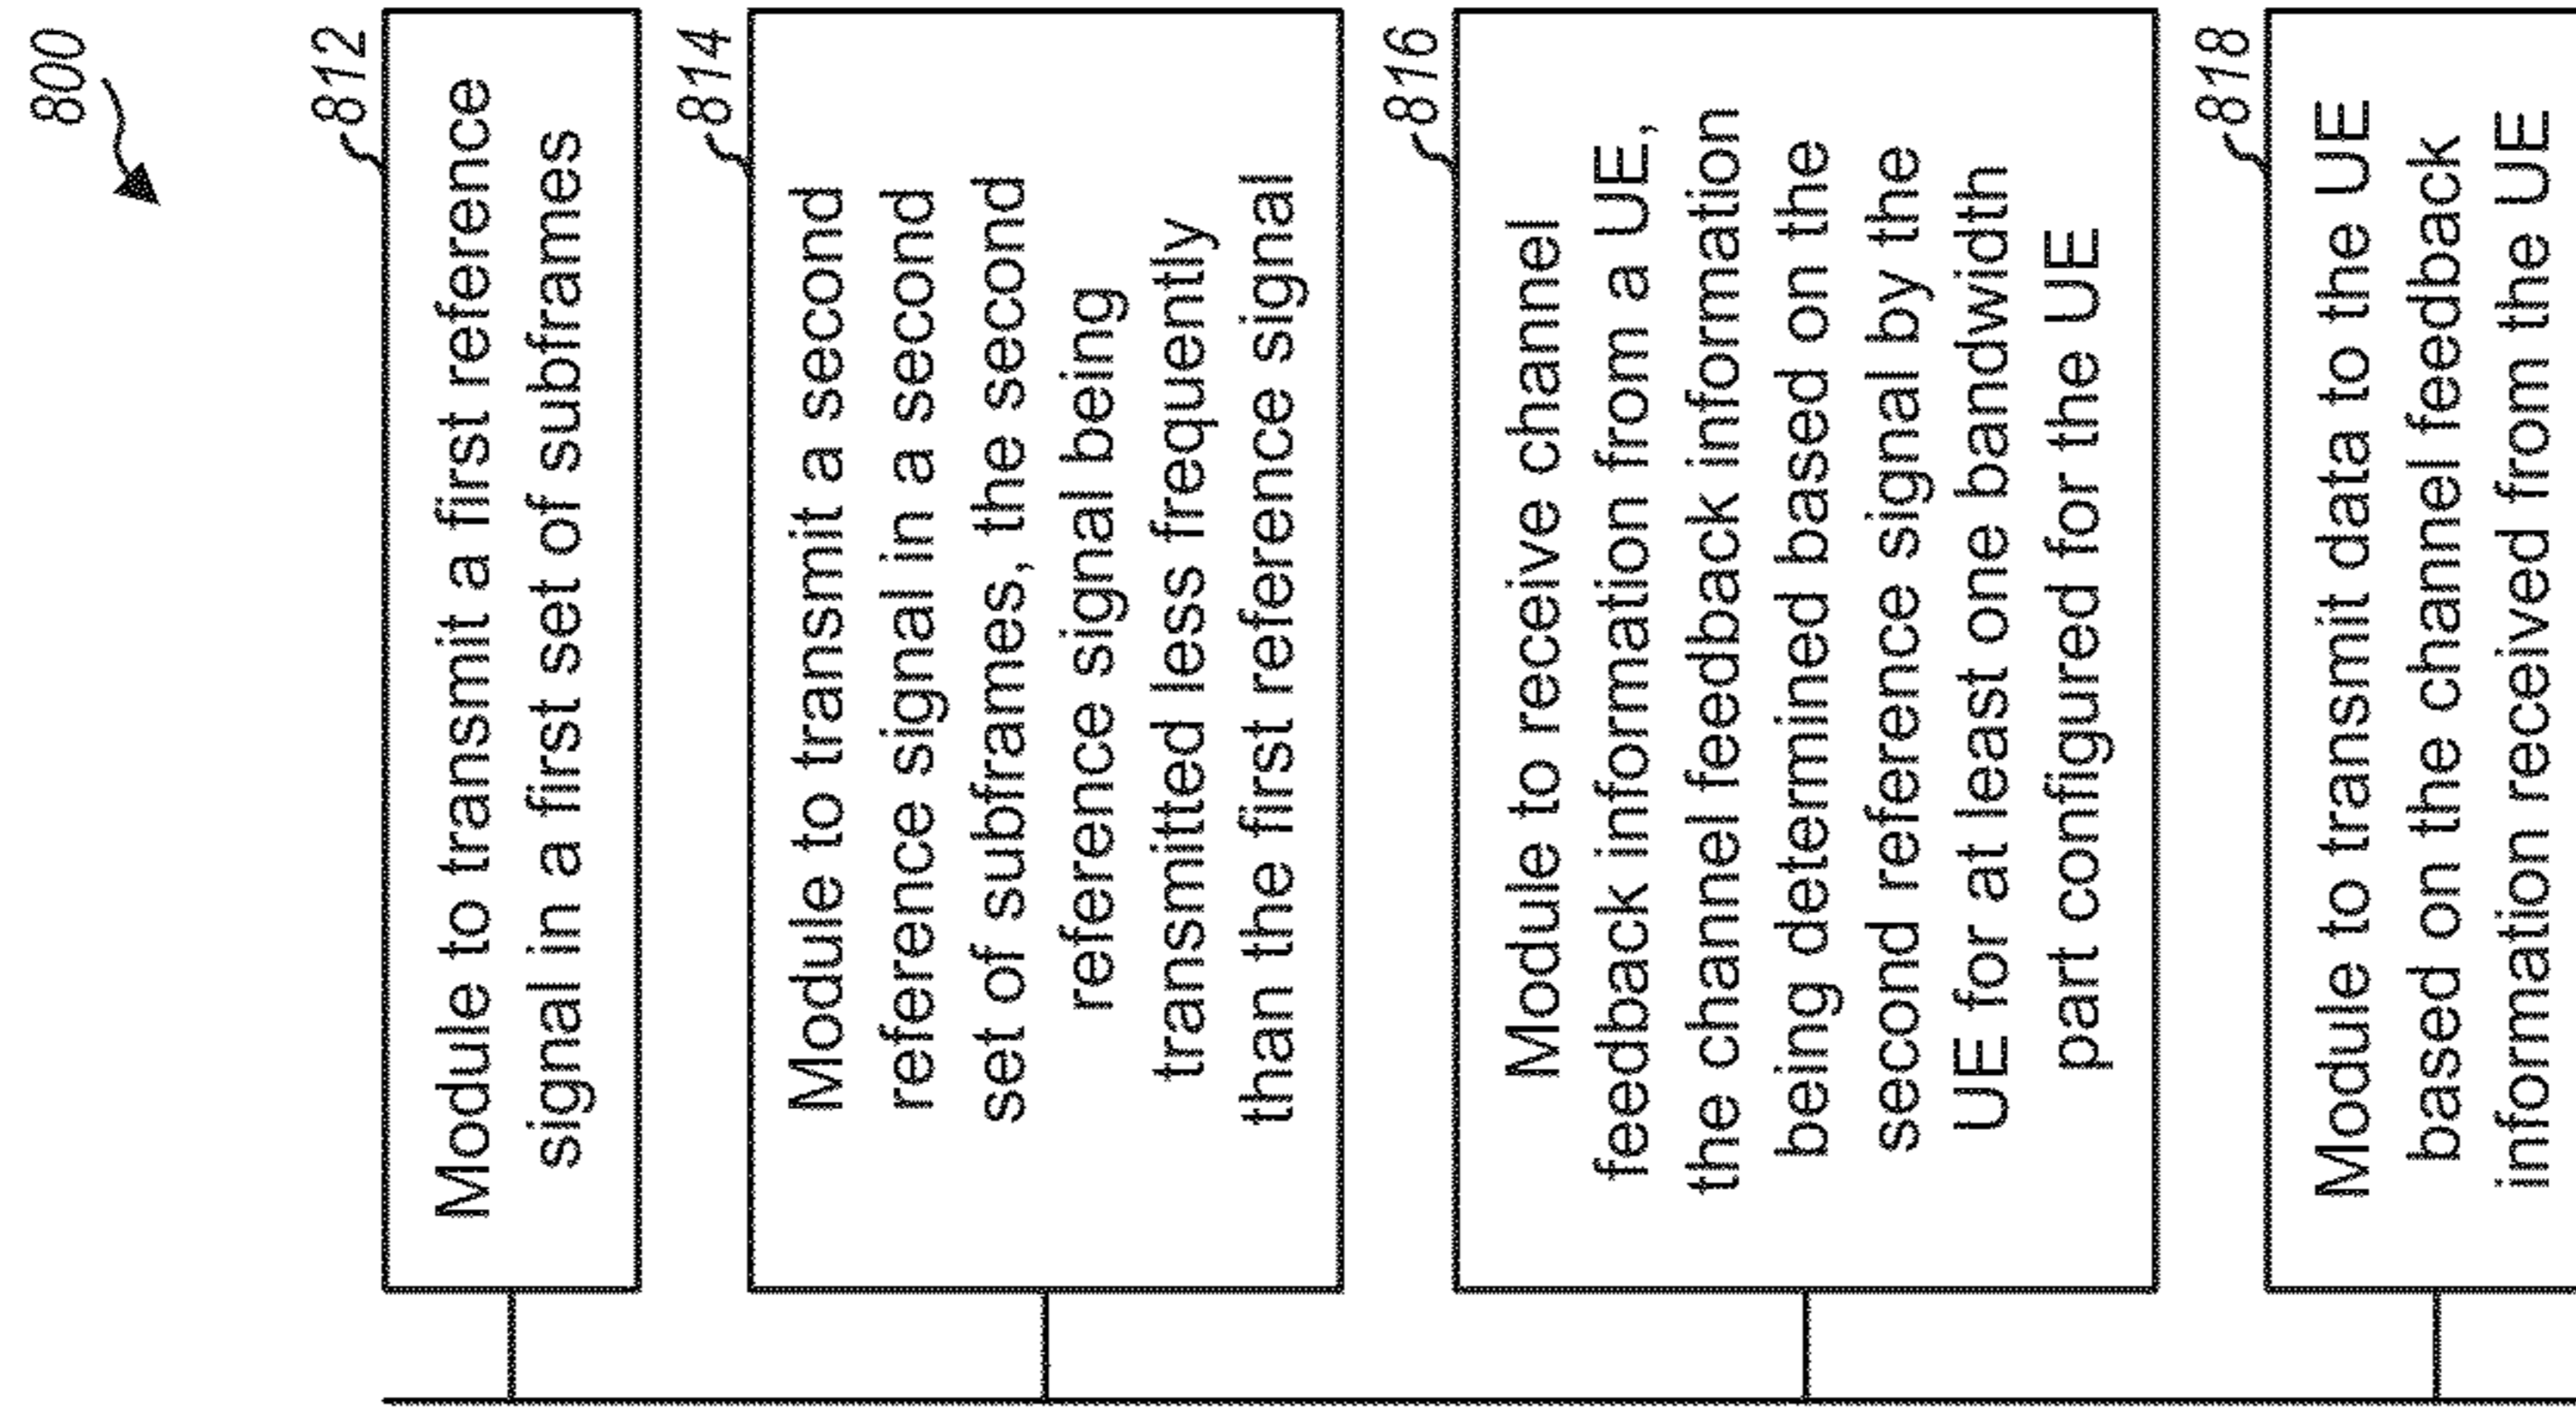 800
812
Module to transmit a first reference
signal in a first set of subframes
814
Module to transmit a second
reference signal in a second
set of subframes, the second
reference signal being
transmitted less frequently
than the first reference signal
816
Module to receive channel
feedback information from a UE,
the channel feedback information
being determined based on the
second reference signal by the
UE for at least one bandwidth
part configured for the UE
818
Module to transmit data to the UE
based on the channel feedback
information received from the UE